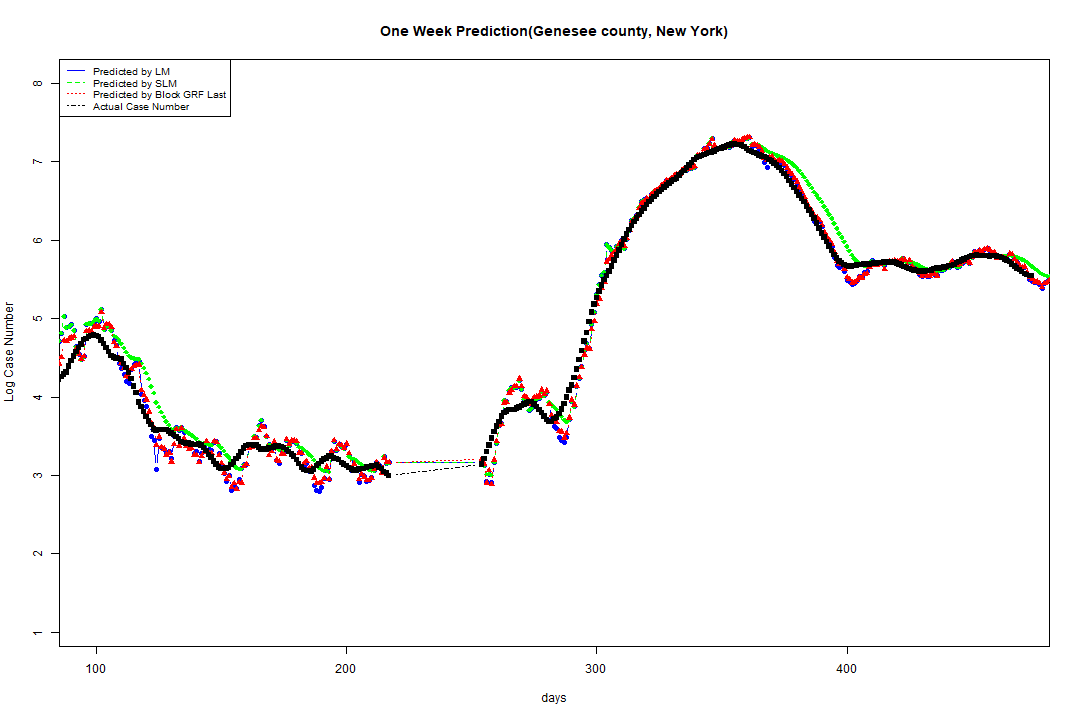 One Week Prediction(Genesee county, New York)
Predicted by LM
Predicted by SLM
Predicted by Block GRF Last
Actual Case Number
Log Case Number
8
7
6
5
4
3
2
1
100 200 300 400
days